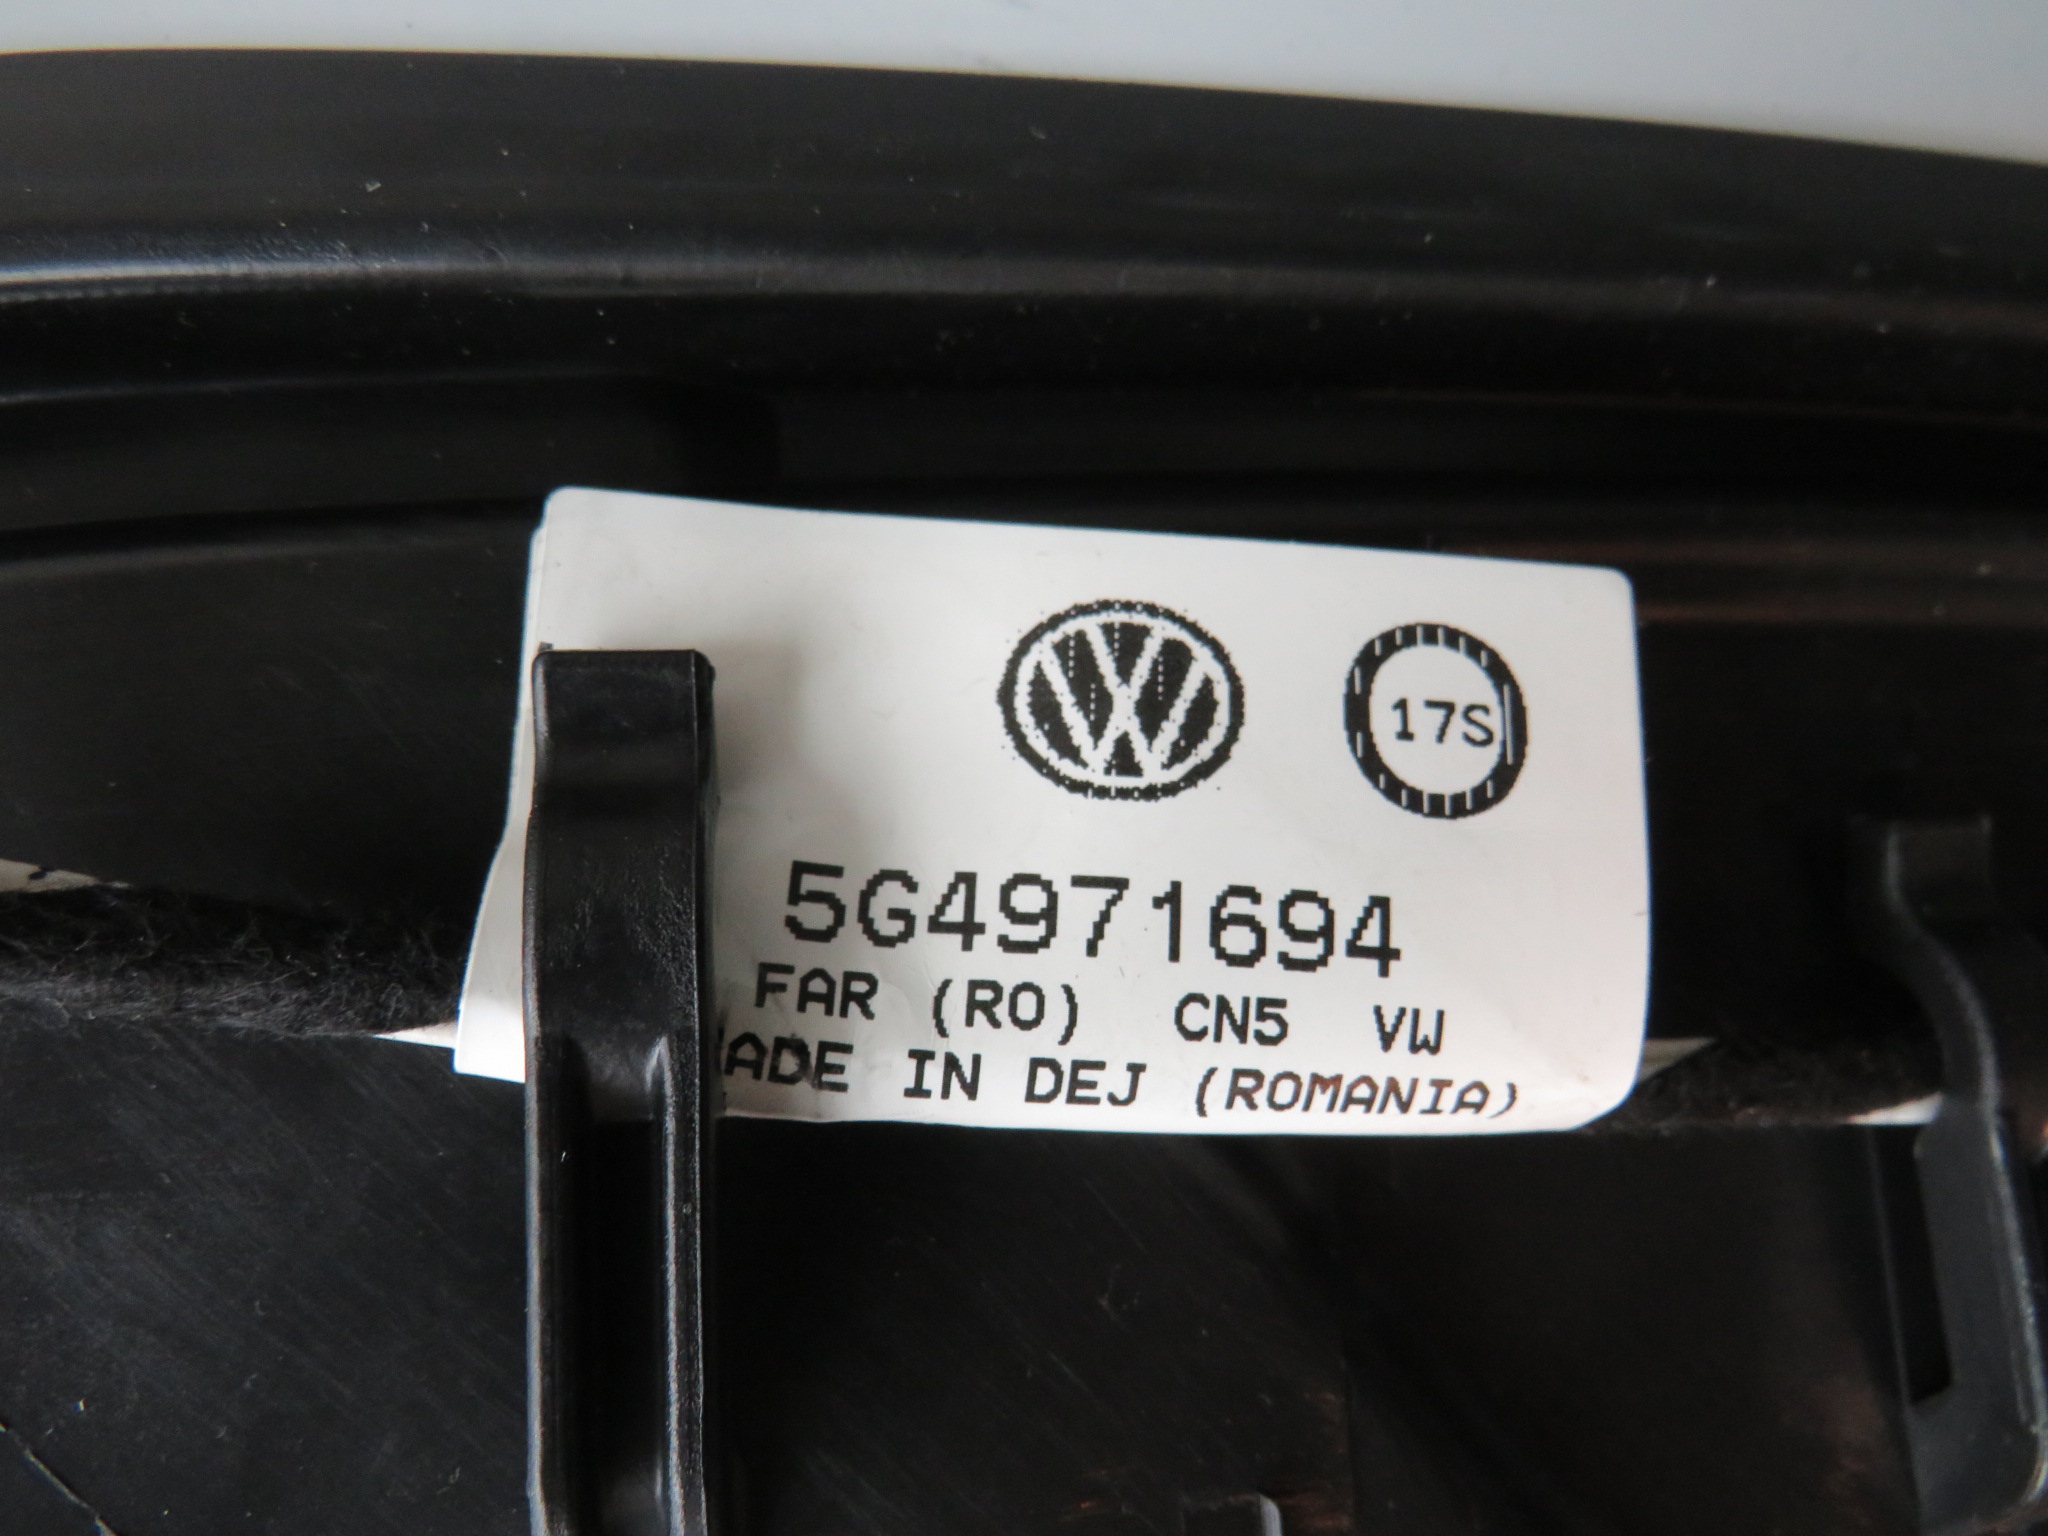 17S
5G4971694
FAR (RO) CN5 VW
ADE IN DEJ (ROMANIA)